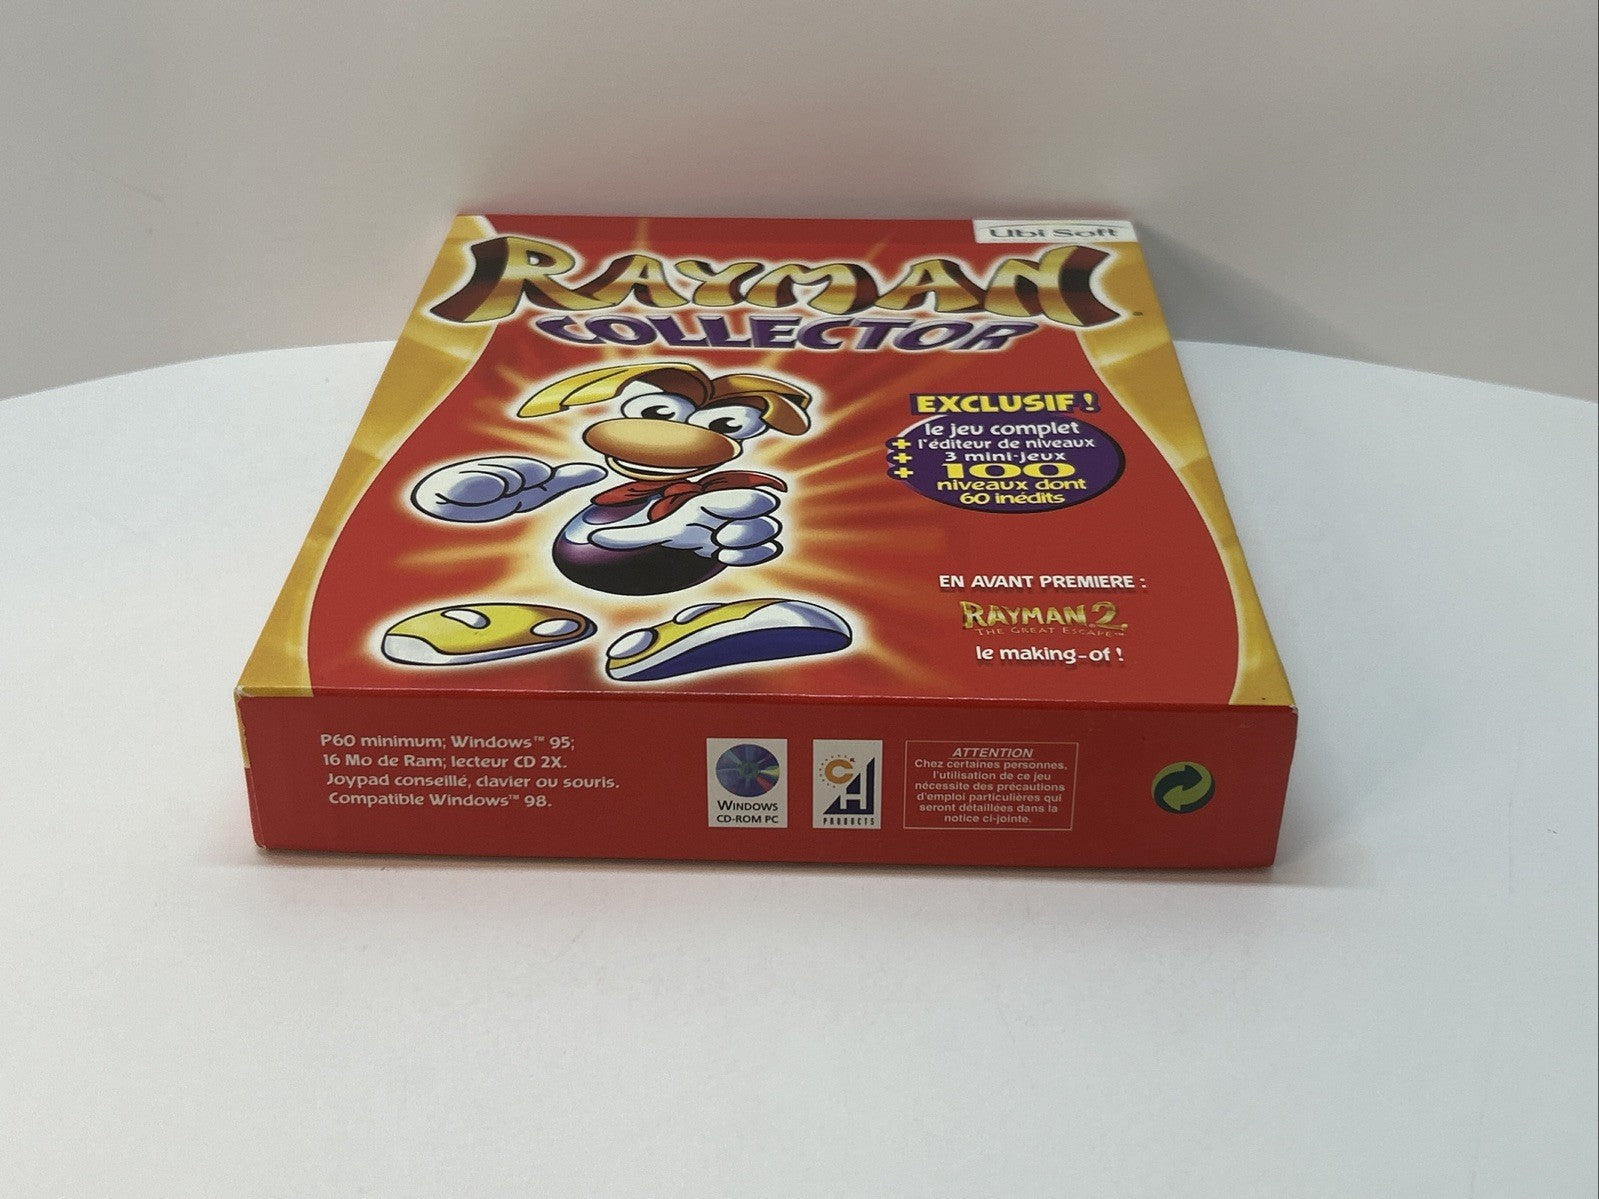 Ubi Soft
RAYMAN
COLLECTOR
EXCLUSIF !
le jeu complet
+ l'éditeur de niveaux
+ 3 mini-jeux
+ 100
niveaux dont
60 inédits
EN AVANT PREMIERE :
RAYMAN 2
THE GREAT ESCAPE™
le making-of !
P60 minimum; Windows™ 95;
16 Mo de Ram; lecteur CD 2X.
Joypad conseillé, clavier ou souris.
Compatible Windows™ 98.
WINDOWS
CD-ROM PC
CH
PRODUCTS
ATTENTION
Chez certaines personnes,
l'utilisation de ce jeu
nécessite des précautions
d'emploi particulières qui
seront détaillées dans la
notice ci-jointe.